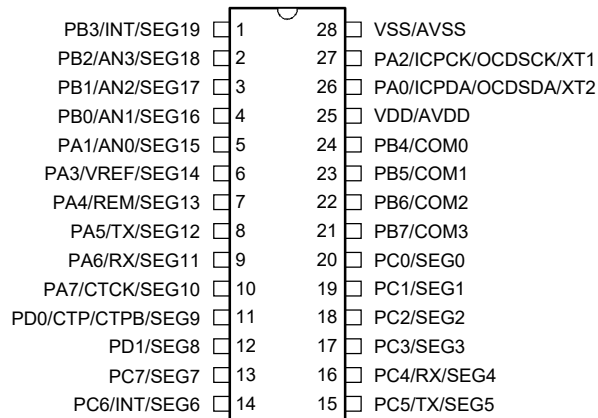 PB3/INT/SEG19 1 28 VSS/AVSS
PB2/AN3/SEG18 2 27 PA2/ICPCK/OCDSCK/XT1
PB1/AN2/SEG17 3 26 PA0/ICPDA/OCDSDA/XT2
PB0/AN1/SEG16 4 25 VDD/AVDD
PA1/AN0/SEG15 5 24 PB4/COM0
PA3/VREF/SEG14 6 23 PB5/COM1
PA4/REM/SEG13 7 22 PB6/COM2
PA5/TX/SEG12 8 21 PB7/COM3
PA6/RX/SEG11 9 20 PC0/SEG0
PA7/CTCK/SEG10 10 19 PC1/SEG1
PD0/CTP/CTPB/SEG9 11 18 PC2/SEG2
PD1/SEG8 12 17 PC3/SEG3
PC7/SEG7 13 16 PC4/RX/SEG4
PC6/INT/SEG6 14 15 PC5/TX/SEG5